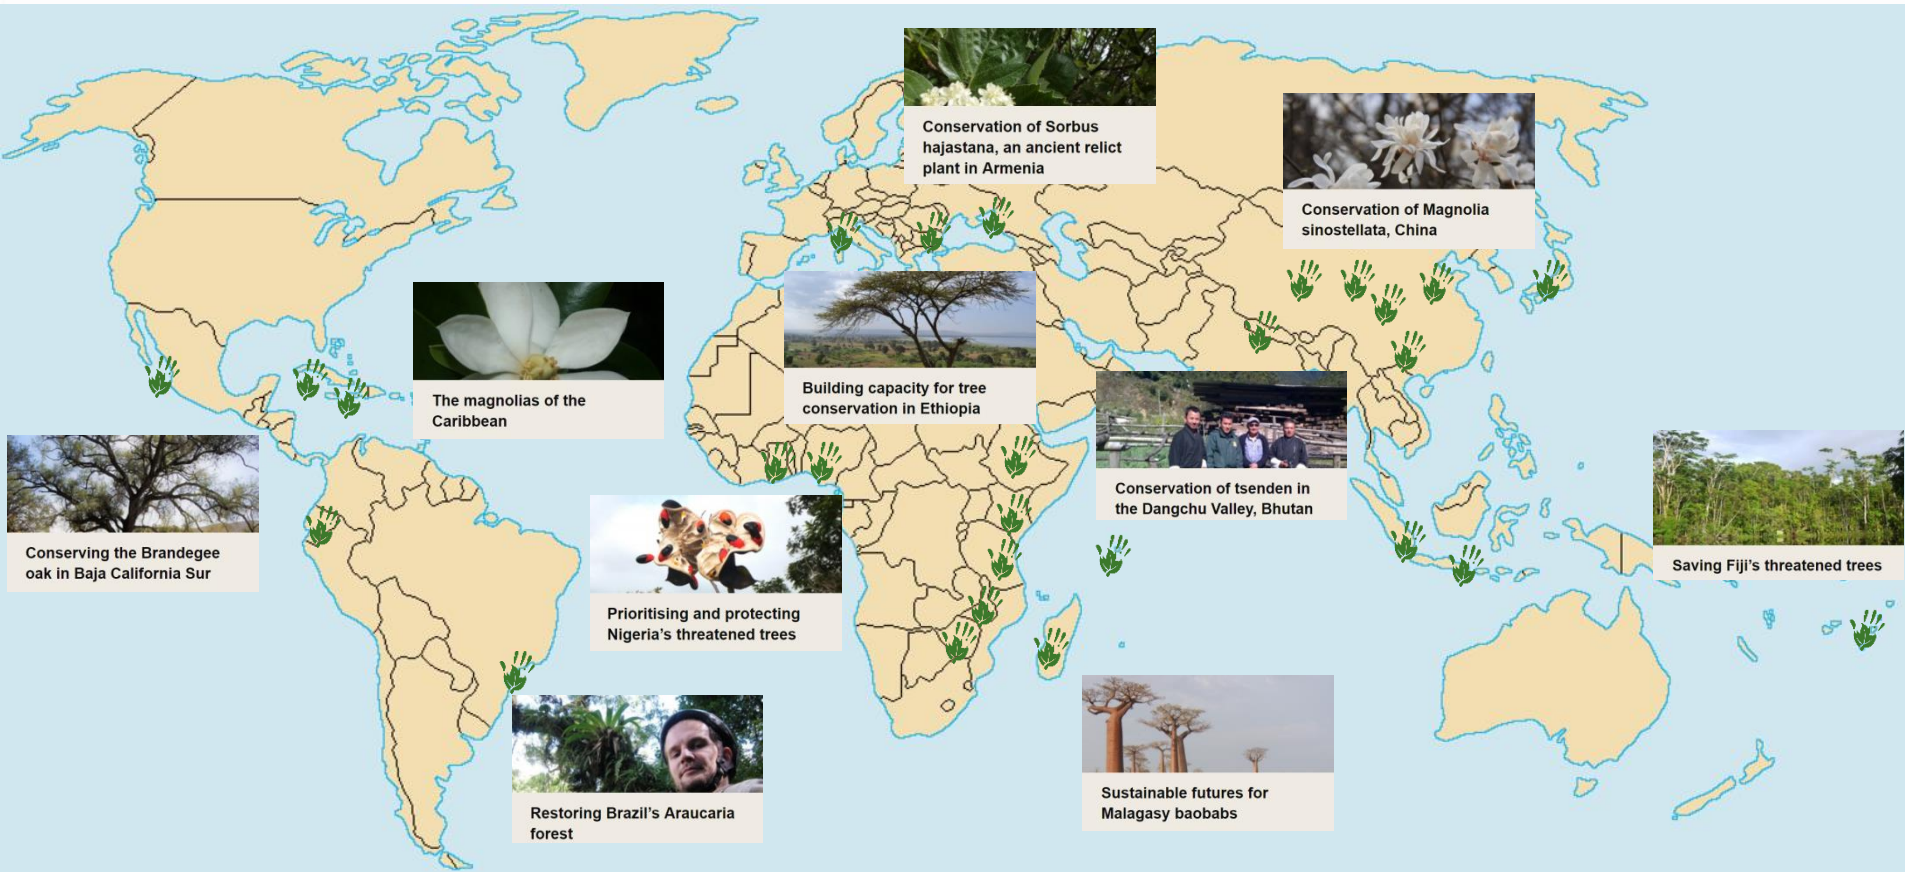 Conservation of Sorbus
hajastana, an ancient relict
plant in Armenia
Conservation of Magnolia
sinostellata, China
The magnolias of the
Caribbean
Building capacity for tree
conservation in Ethiopia
Conservation of tsenden in
the Dangchu Valley, Bhutan
Conserving the Brandegee
oak in Baja California Sur
Saving Fiji's threatened trees
Prioritising and protecting
Nigeria's threatened trees
Restoring Brazil's Araucaria
forest
Sustainable futures for
Malagasy baobabs